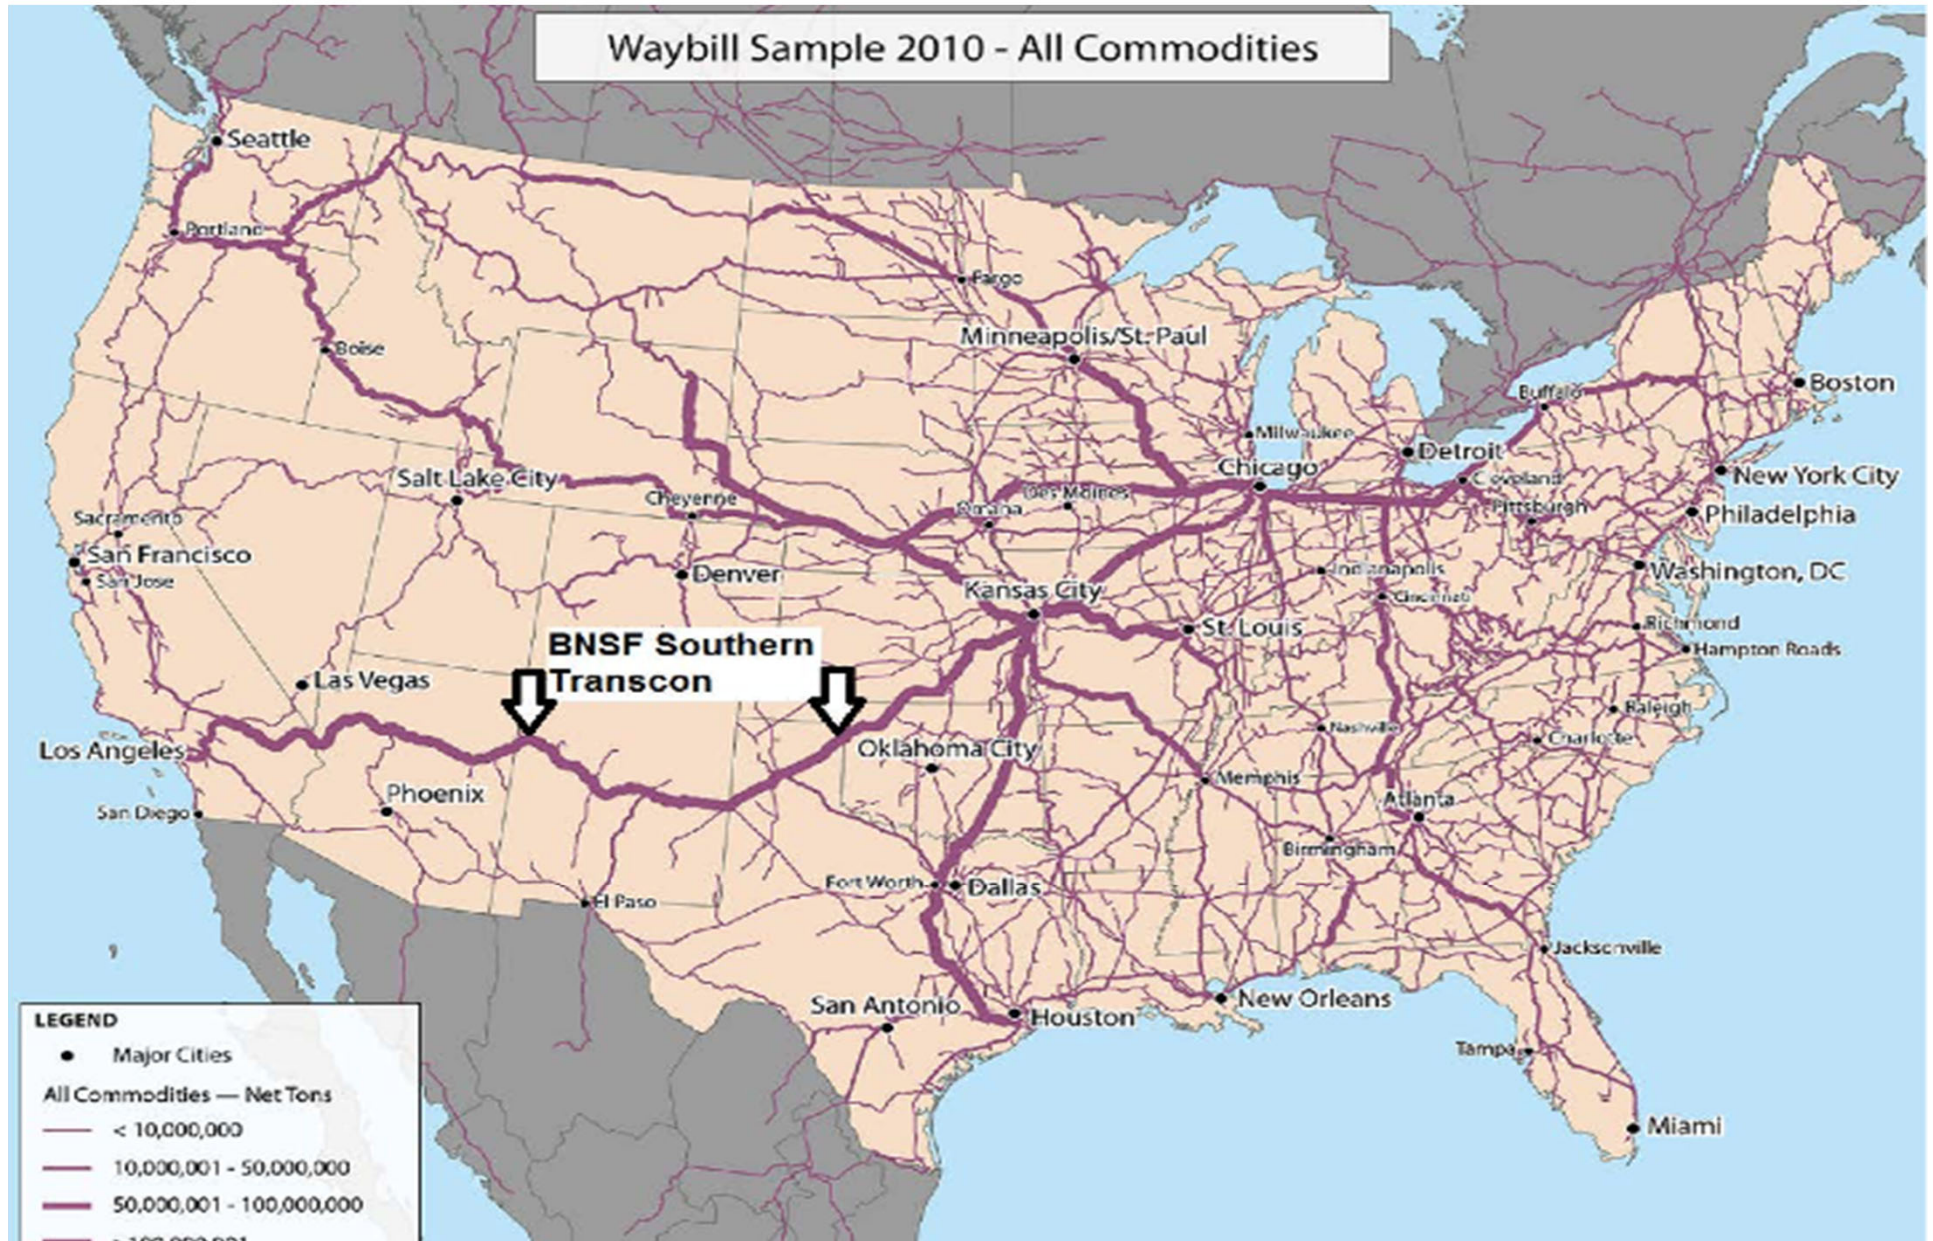 Waybill Sample 2010 - All Commodities
Seattle
Portland
Fargo
Minneapolis/St. Paul
Boise
Buffalo
Boston
Milwaukee
Detroit
Chicago
Salt Lake City
Cheyenne
Des Moines
Cleveland
New York City
Omaha
Pittsburgh
Philadelphia
Sacramento
San Francisco
San Jose
Denver
Kansas City
Indianapolis
Washington, DC
Cincinnati
St. Louis
Richmond
Hampton Roads
BNSF Southern
Transcon
Las Vegas
Raleigh
Nashville
Charlotte
Los Angeles
Oklahoma City
Memphis
Phoenix
San Diego
Atlanta
Birmingham
Fort Worth
Dallas
El Paso
Jacksonville
San Antonio
Houston
New Orleans
Tampa
Miami
LEGEND
Major Cities
All Commodities — Net Tons
< 10,000,000
10,000,001 - 50,000,000
50,000,001 - 100,000,000